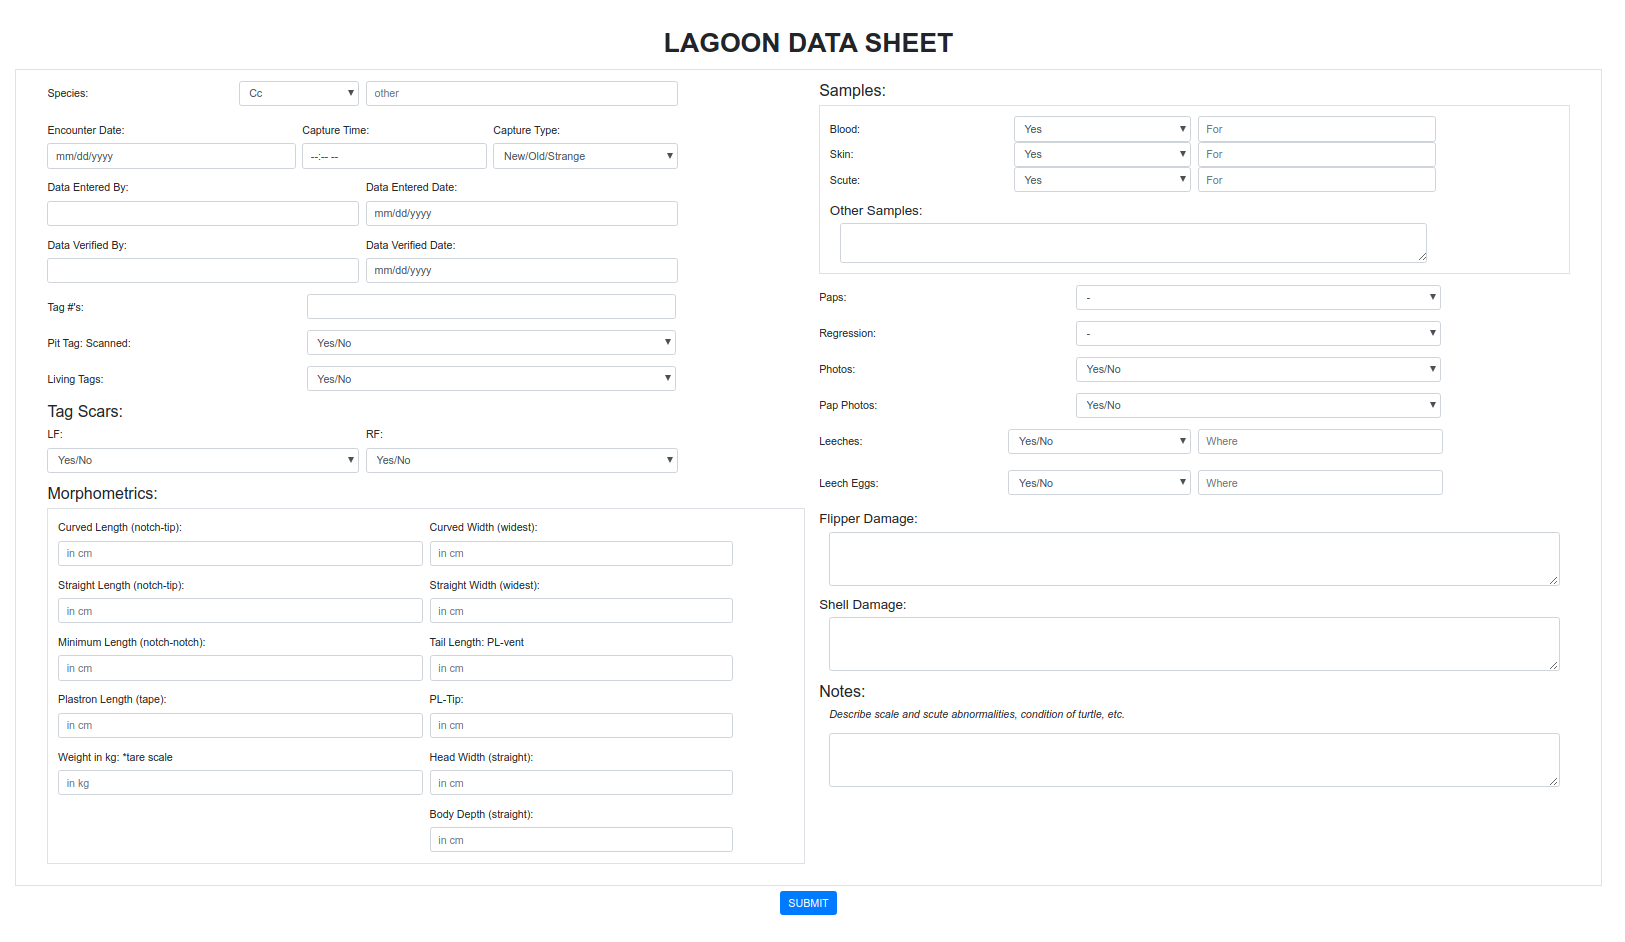 LAGOON DATA SHEET
Species: Cc other
Encounter Date: Capture Time: Capture Type:
mm/dd/yyyy --:-- -- New/Old/Strange
Data Entered By: Data Entered Date:
mm/dd/yyyy
Data Verified By: Data Verified Date:
mm/dd/yyyy
Tag #'s:
Pit Tag: Scanned: Yes/No
Living Tags: Yes/No
Tag Scars:
LF: RF:
Yes/No Yes/No
Morphometrics:
Curved Length (notch-tip): Curved Width (widest):
in cm in cm
Straight Length (notch-tip): Straight Width (widest):
in cm in cm
Minimum Length (notch-notch): Tail Length: PL-vent
in cm in cm
Plastron Length (tape): PL-Tip:
in cm in cm
Weight in kg: *tare scale Head Width (straight):
in kg in cm
Body Depth (straight):
in cm
Samples:
Blood: Yes For
Skin: Yes For
Scute: Yes For
Other Samples:
Paps: -
Regression: -
Photos: Yes/No
Pap Photos: Yes/No
Leeches: Yes/No Where
Leech Eggs: Yes/No Where
Flipper Damage:
Shell Damage:
Notes:
Describe scale and scute abnormalities, condition of turtle, etc.
SUBMIT